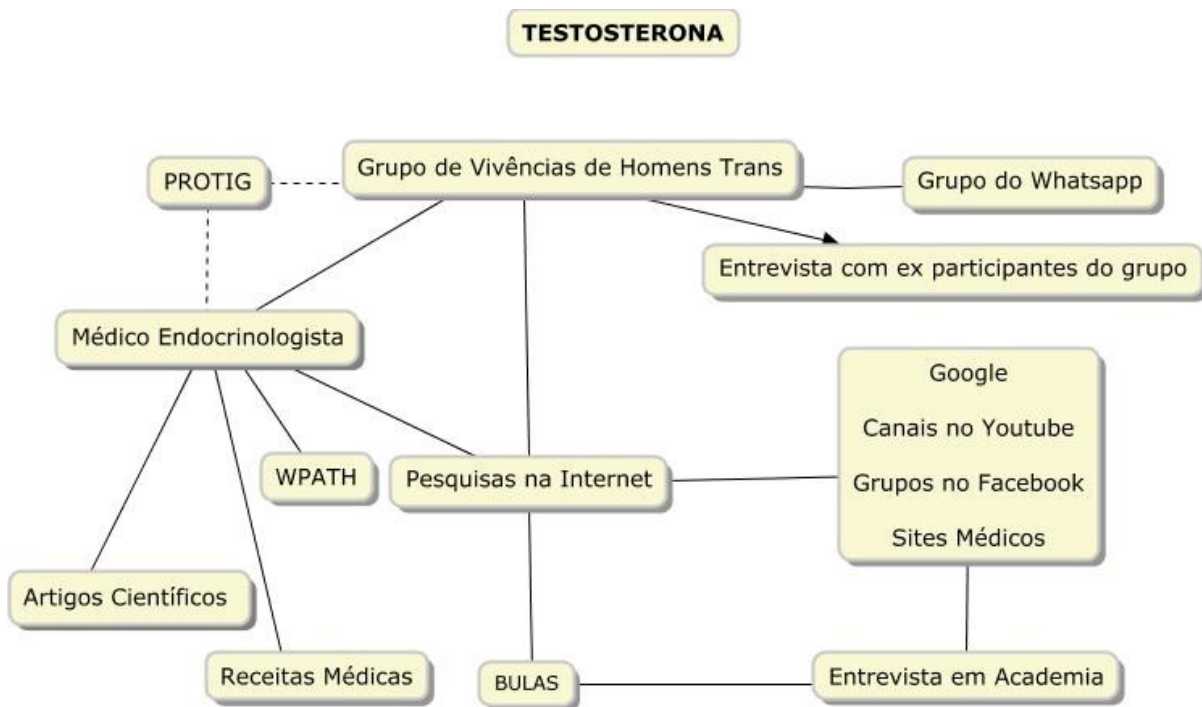 TESTOSTERONA
PROTIG
Grupo de Vivências de Homens Trans
Grupo do Whatsapp
Entrevista com ex participantes do grupo
Médico Endocrinologista
Google
Canais no Youtube
Grupos no Facebook
Sites Médicos
WPATH
Pesquisas na Internet
Artigos Científicos
Receitas Médicas
BULAS
Entrevista em Academia